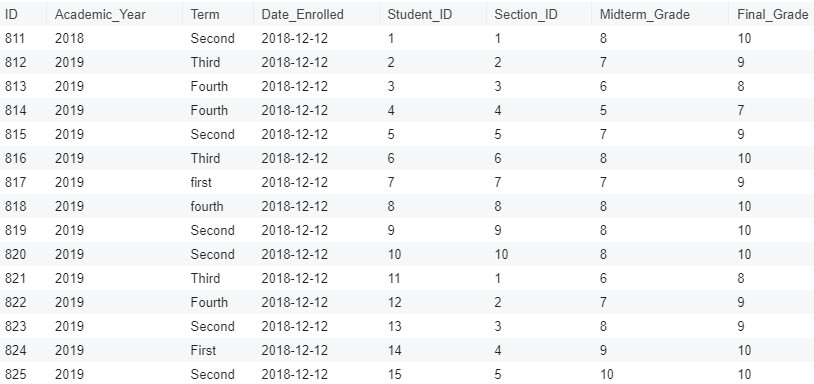 ID Academic_Year Term Date_Enrolled Student_ID Section_ID Midterm_Grade Final_Grade
811 2018 Second 2018-12-12 1 1 8 10
812 2019 Third 2018-12-12 2 2 7 9
813 2019 Fourth 2018-12-12 3 3 6 8
814 2019 Fourth 2018-12-12 4 4 5 7
815 2019 Second 2018-12-12 5 5 7 9
816 2019 Third 2018-12-12 6 6 8 10
817 2019 first 2018-12-12 7 7 7 9
818 2019 fourth 2018-12-12 8 8 8 10
819 2019 Second 2018-12-12 9 9 8 10
820 2019 Second 2018-12-12 10 10 8 10
821 2019 Third 2018-12-12 11 1 6 8
822 2019 Fourth 2018-12-12 12 2 7 9
823 2019 Second 2018-12-12 13 3 8 9
824 2019 First 2018-12-12 14 4 9 10
825 2019 Second 2018-12-12 15 5 10 10